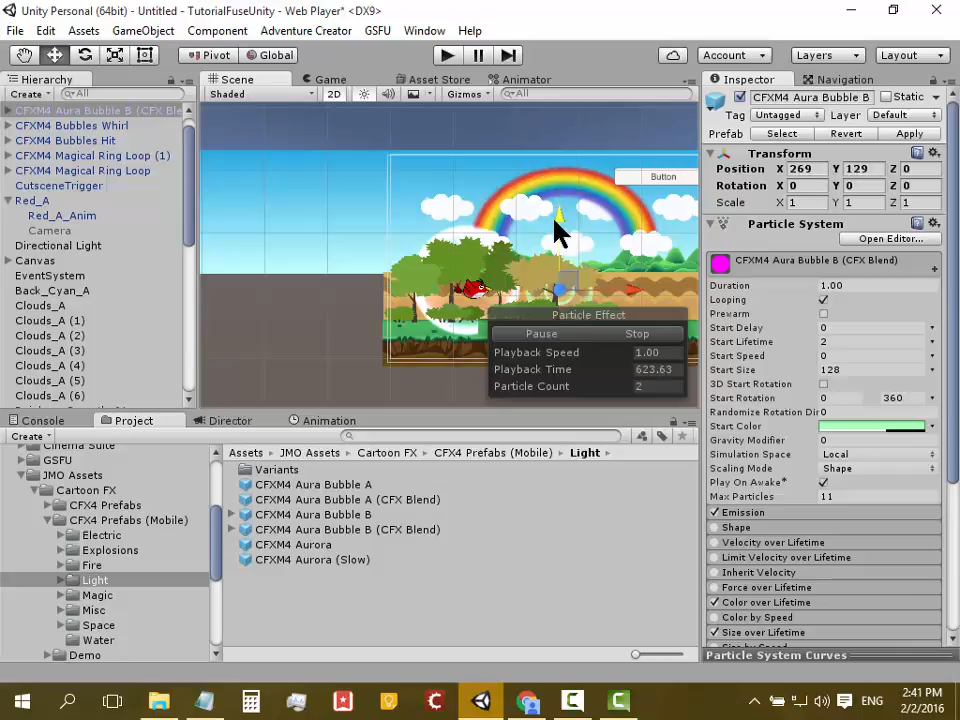 Unity Personal (64bit) - Untitled - TutorialFuseUnity - Web Player* <DX9>
File Edit Assets GameObject Component Adventure Creator GSFU Window Help
Pivot Global Account Layers Layout
Hierarchy Scene Game Asset Store Animator Inspector Navigation
Create All Shaded 2D Gizmos All CFXM4 Aura Bubble B Static
CFXM4 Aura Bubble B (CFX Ble
CFXM4 Bubbles Whirl
CFXM4 Bubbles Hit
CFXM4 Magical Ring Loop (1)
CFXM4 Magical Ring Loop
CutsceneTrigger
Red_A
Red_A_Anim
Camera
Directional Light
Canvas
EventSystem
Back_Cyan_A
Clouds_A
Clouds_A (1)
Clouds_A (2)
Clouds_A (3)
Clouds_A (4)
Clouds_A (5)
Clouds_A (6)
Button
Particle Effect
Pause Stop
Playback Speed 1.00
Playback Time 623.63
Particle Count 2
Tag Untagged Layer Default
Prefab Select Revert Apply
Transform
Position X 269 Y 129 Z 0
Rotation X 0 Y 0 Z 0
Scale X 1 Y 1 Z 1
Particle System
Open Editor...
CFXM4 Aura Bubble B (CFX Blend)
Duration 1.00
Looping
Prewarm
Start Delay 0
Start Lifetime 2
Start Speed 0
Start Size 128
3D Start Rotation
Start Rotation 0 360
Randomize Rotation Dir 0
Start Color
Gravity Modifier 0
Simulation Space Local
Scaling Mode Shape
Play On Awake*
Max Particles 11
Emission
Shape
Velocity over Lifetime
Limit Velocity over Lifetime
Inherit Velocity
Force over Lifetime
Color over Lifetime
Color by Speed
Size over Lifetime
Particle System Curves
Console Project Director Animation
Create
GSFU
JMO Assets
Cartoon FX
CFX4 Prefabs
CFX4 Prefabs (Mobile)
Electric
Explosions
Fire
Light
Magic
Misc
Space
Water
Demo
Assets JMO Assets Cartoon FX CFX4 Prefabs (Mobile) Light
Variants
CFXM4 Aura Bubble A
CFXM4 Aura Bubble A (CFX Blend)
CFXM4 Aura Bubble B
CFXM4 Aura Bubble B (CFX Blend)
CFXM4 Aurora
CFXM4 Aurora (Slow)
ENG
2:41 PM
2/2/2016